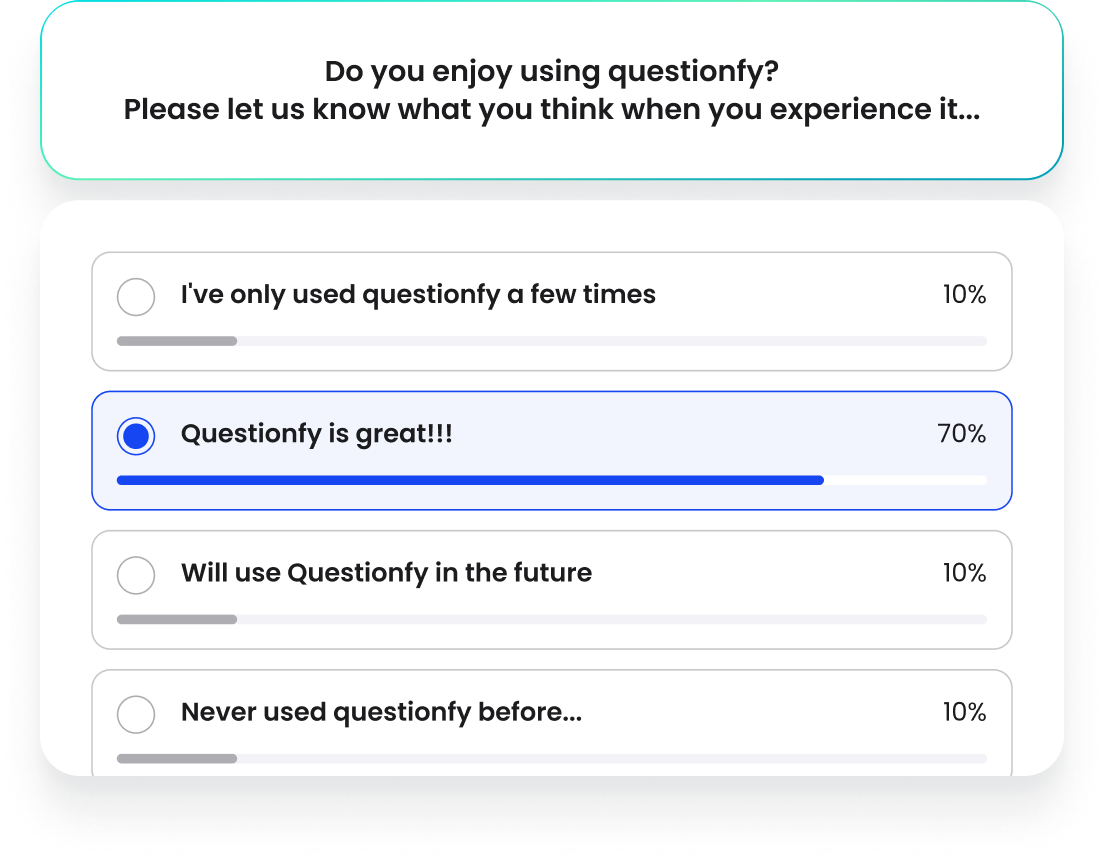 Do you enjoy using questionfy?
Please let us know what you think when you experience it...
I've only used questionfy a few times 10%
Questionfy is great!!! 70%
Will use Questionfy in the future 10%
Never used questionfy before... 10%